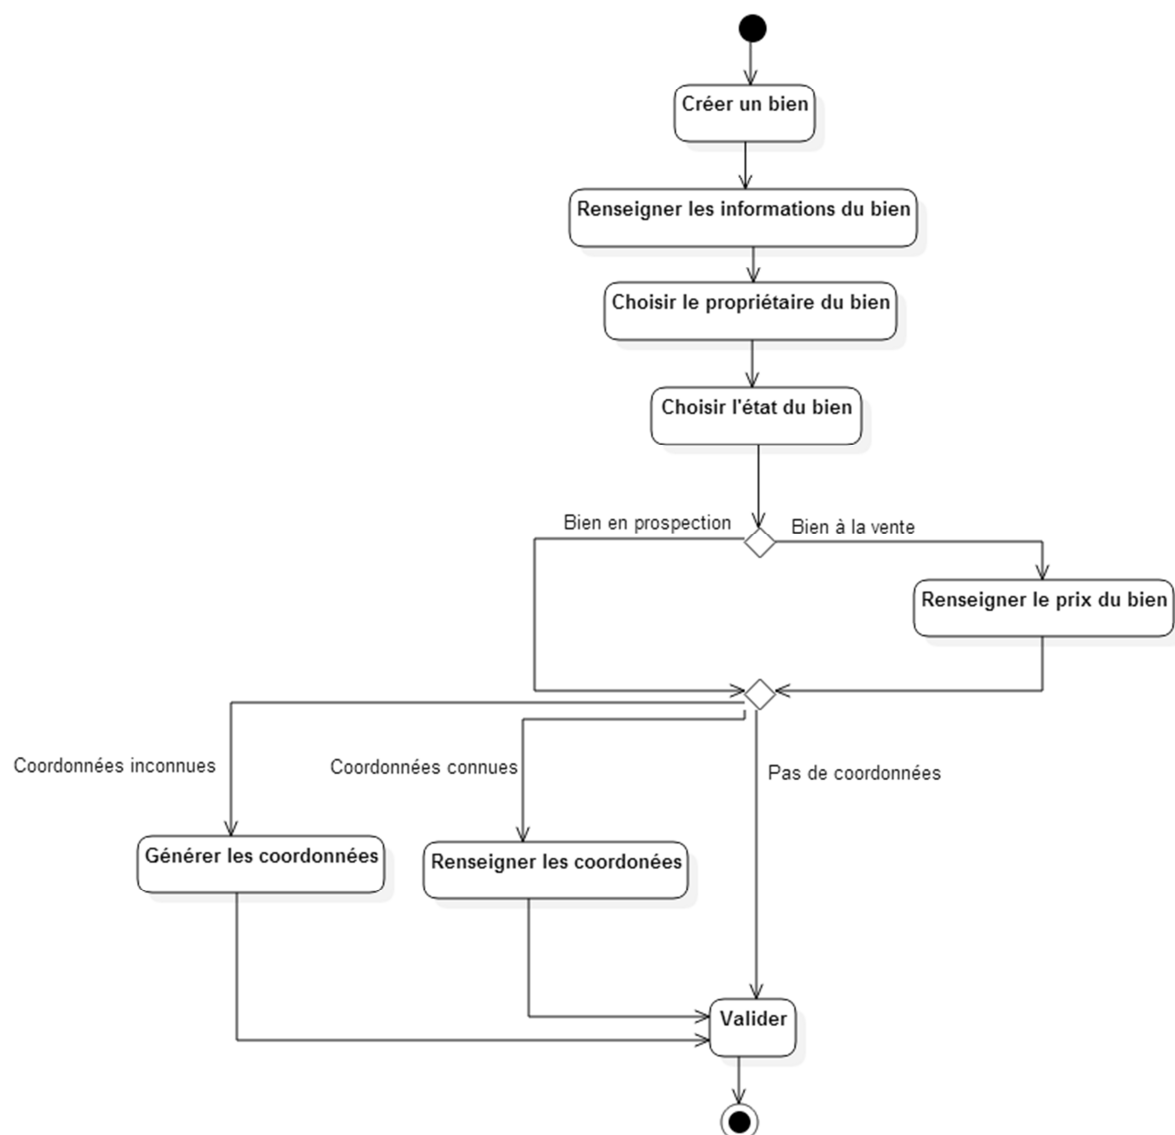 Créer un bien
Renseigner les informations du bien
Choisir le propriétaire du bien
Choisir l'état du bien
Bien en prospection
Bien à la vente
Renseigner le prix du bien
Coordonnées inconnues
Coordonnées connues
Pas de coordonnées
Générer les coordonnées
Renseigner les coordonées
Valider